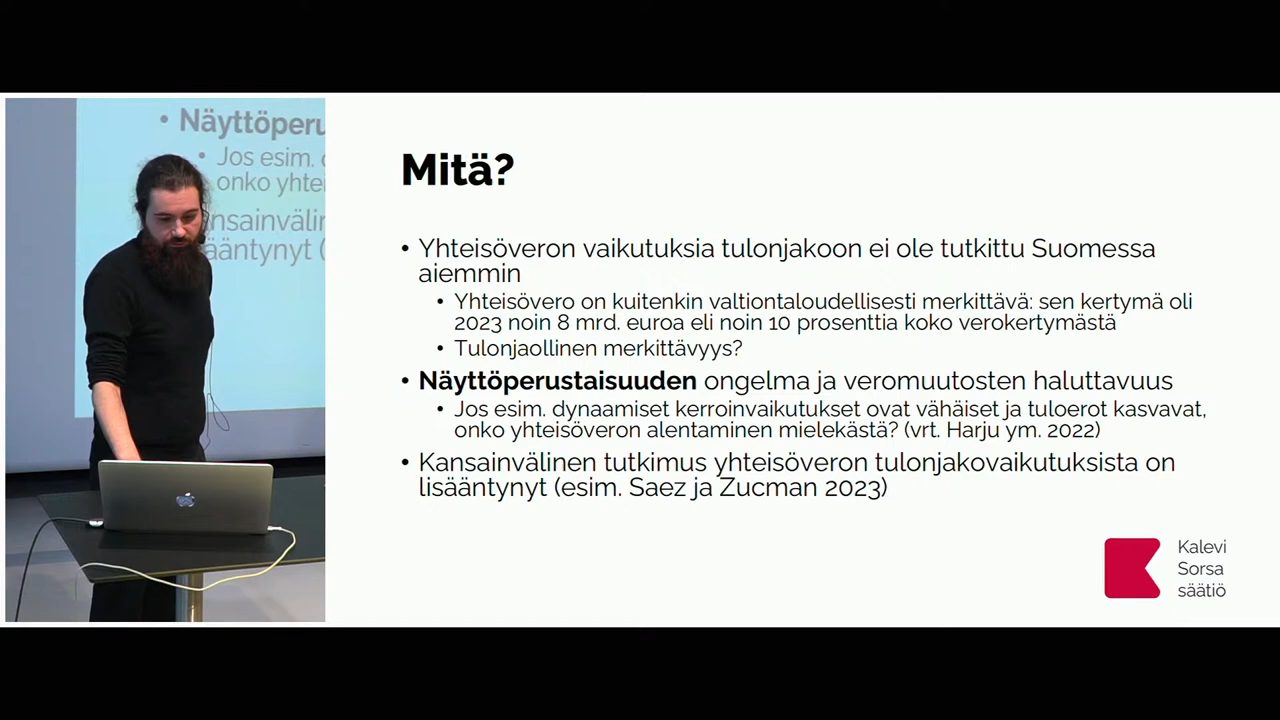 • Näyttöperu
• Jos esim.
onko yhte
ansainvälin
ääntynyt (
Mitä?
• Yhteisöveron vaikutuksia tulonjakoon ei ole tutkittu Suomessa
aiemmin
• Yhteisövero on kuitenkin valtiontaloudellisesti merkittävä: sen kertymä oli
2023 noin 8 mrd. euroa eli noin 10 prosenttia koko verokertymästä
• Tulonjaollinen merkittävyys?
• Näyttöperustaisuuden ongelma ja veromuutosten haluttavuus
• Jos esim. dynaamiset kerroinvaikutukset ovat vähäiset ja tuloerot kasvavat,
onko yhteisöveron alentaminen mielekästä? (vrt. Harju ym. 2022)
• Kansainvälinen tutkimus yhteisöveron tulonjakovaikutuksista on
lisääntynyt (esim. Saez ja Zucman 2023)
Kalevi
Sorsa
säätiö